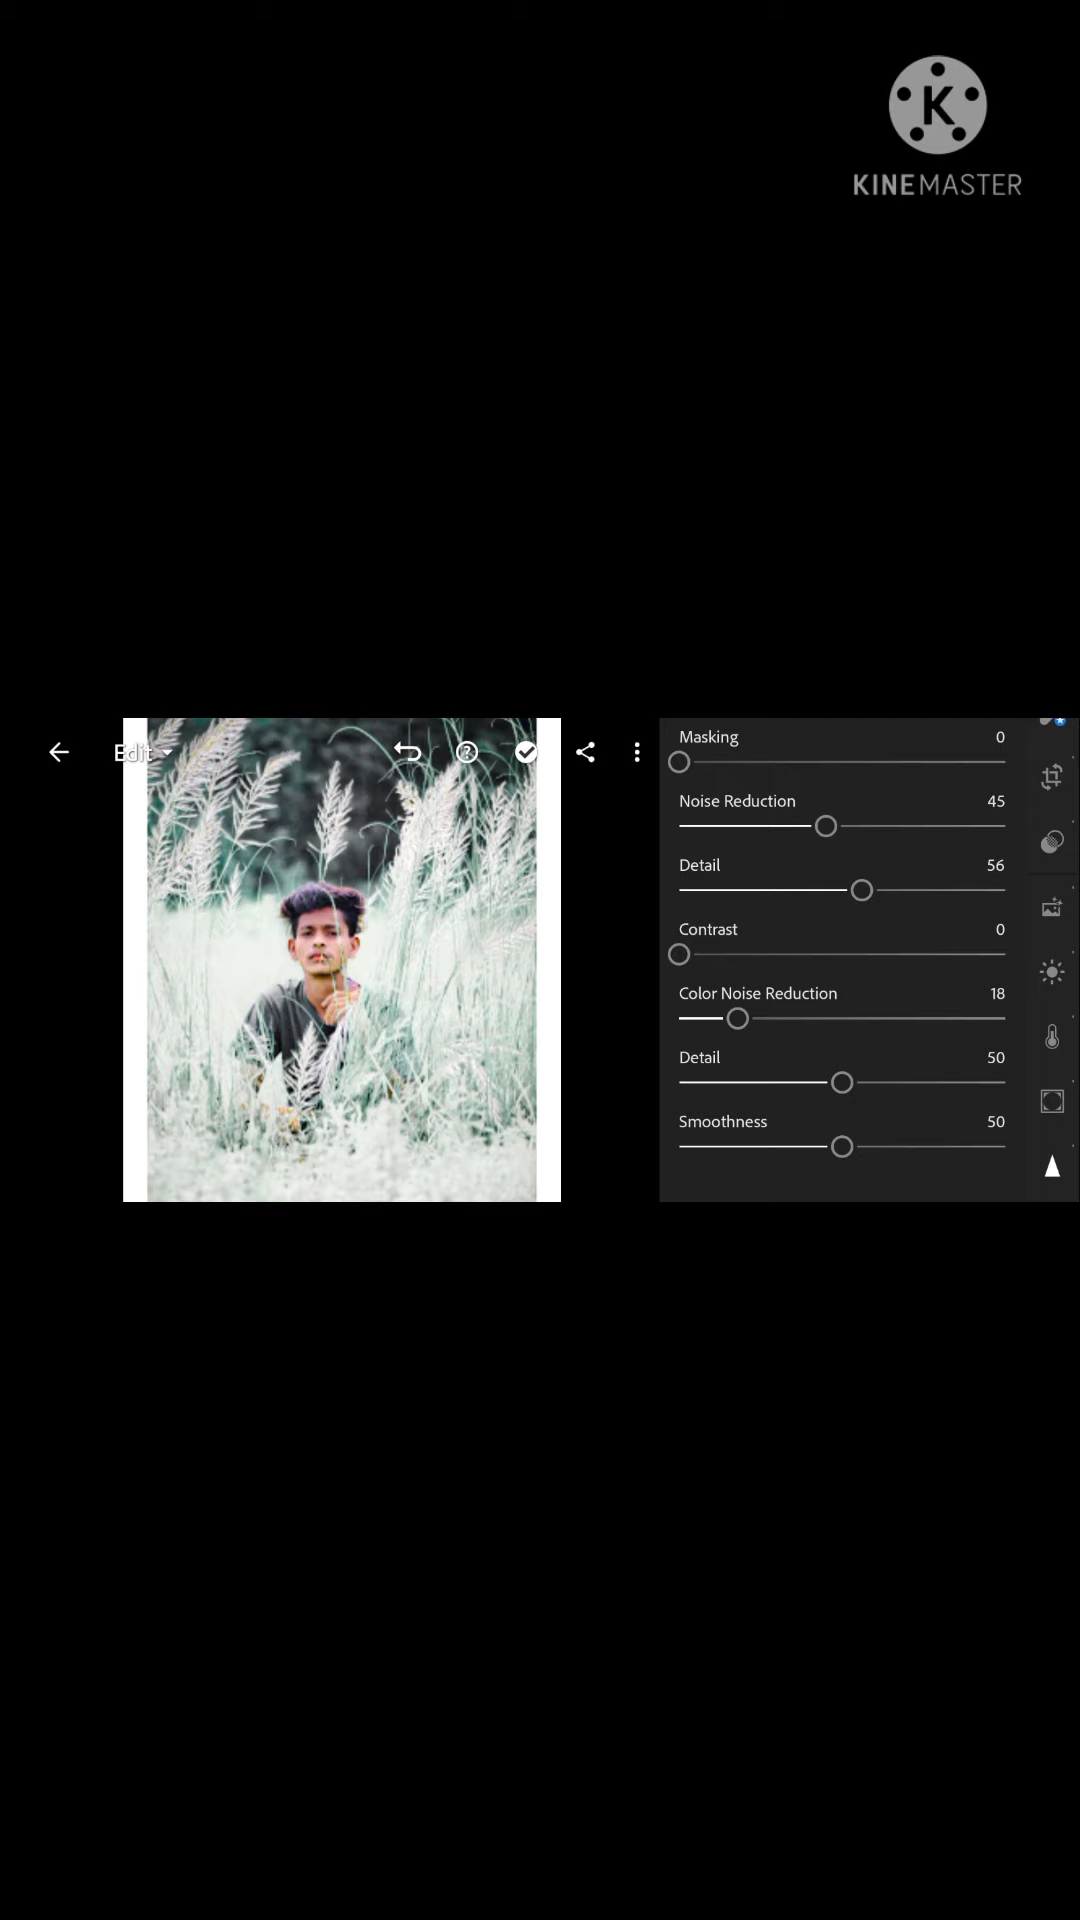 K
KINEMASTER
Edit
Masking 0
Noise Reduction 45
Detail 56
Contrast 0
Color Noise Reduction 18
Detail 50
Smoothness 50